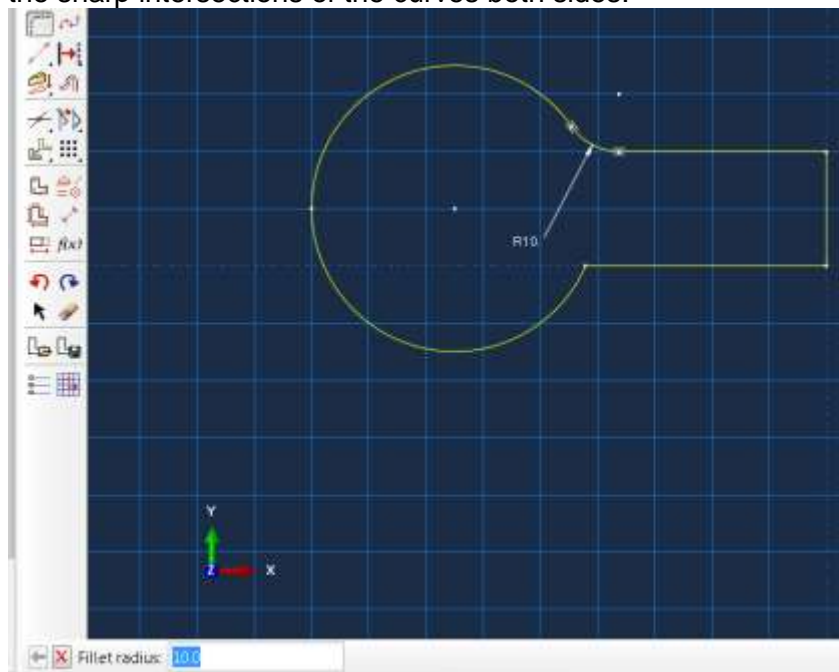 the sharp intersections of the curves both sides.
f(x)
R10
Y
Z
X
Fillet radius: 10.0